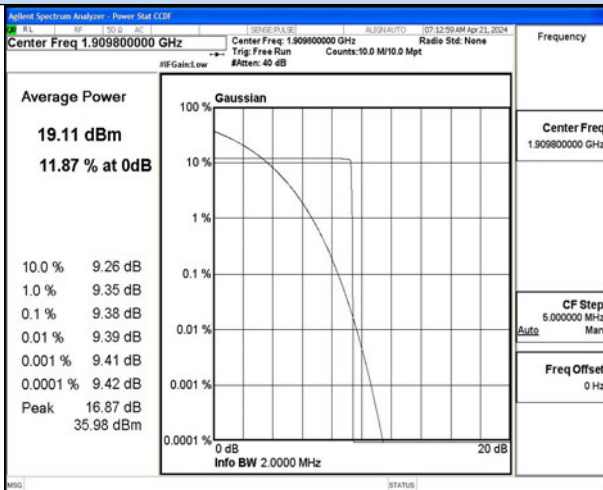 Agilent Spectrum Analyzer - Power Stat CCDF
RL RF 50 Ω AC SENSE:PULSE ALIGNAUTO 07:12:59 AM Apr 21, 2024
Center Freq 1.909800000 GHz
Center Freq: 1.909800000 GHz Radio Std: None
Trig: Free Run Counts:10.0 M/10.0 Mpt
#IFGain:Low #Atten: 40 dB
Frequency
Average Power
19.11 dBm
11.87 % at 0dB
10.0 % 9.26 dB
1.0 % 9.35 dB
0.1 % 9.38 dB
0.01 % 9.39 dB
0.001 % 9.41 dB
0.0001 % 9.42 dB
Peak 16.87 dB
35.98 dBm
Gaussian
100 %
10 %
1 %
0.1 %
0.01 %
0.001 %
0.0001 %
0 dB 20 dB
Info BW 2.0000 MHz
Center Freq
1.909800000 GHz
CF Step
5.000000 MHz
Auto Man
Freq Offset
0 Hz
MSG STATUS